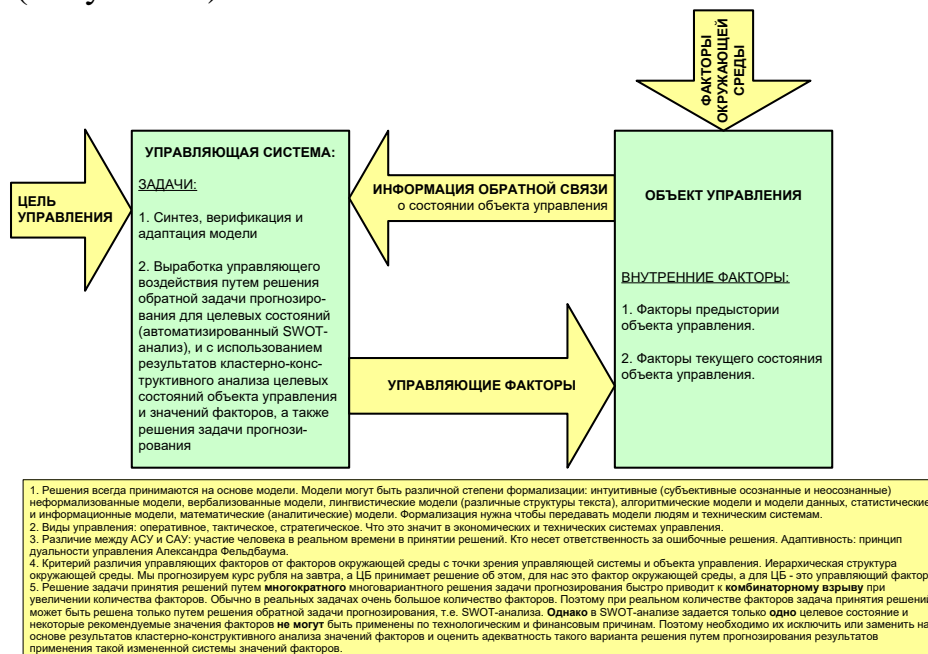 ФАКТОРЫ
ОКРУЖАЮЩЕЙ
СРЕДЫ
ЦЕЛЬ
УПРАВЛЕНИЯ
УПРАВЛЯЮЩАЯ СИСТЕМА:
ЗАДАЧИ:
1. Синтез, верификация и
адаптация модели
2. Выработка управляющего
воздействия путем решения
обратной задачи прогнозиро-
вания для целевых состояний
(автоматизированный SWOT-
анализ), и с использованием
результатов кластерно-конс-
труктивного анализа целевых
состояний объекта управления
и значений факторов, а также
решения задачи прогнози-
рования
ИНФОРМАЦИЯ ОБРАТНОЙ СВЯЗИ
о состоянии объекта управления
УПРАВЛЯЮЩИЕ ФАКТОРЫ
ОБЪЕКТ УПРАВЛЕНИЯ
ВНУТРЕННИЕ ФАКТОРЫ:
1. Факторы предыстории
объекта управления.
2. Факторы текущего состояния
объекта управления.
1. Решения всегда принимаются на основе модели. Модели могут быть различной степени формализации: интуитивные (субъективные осознанные и неосознанные)
неформализованные модели, вербализованные модели, лингвистические модели (различные структуры текста), алгоритмические модели и модели данных, статистические
и информационные модели, математические (аналитические) модели. Формализация нужна чтобы передавать модели людям и техническим системам.
2. Виды управления: оперативное, тактическое, стратегическое. Что это значит в экономических и технических системах управления.
3. Различие между АСУ и САУ: участие человека в реальном времени в принятии решений. Кто несет ответственность за ошибочные решения. Адаптивность: принцип
дуальности управления Александра Фельдбаума.
4. Критерий различия управляющих факторов от факторов окружающей среды с точки зрения управляющей системы и объекта управления. Иерархическая структура
окружающей среды. Мы прогнозируем курс рубля на завтра, а ЦБ принимает решение об этом, для нас это фактор окружающей среды, а для ЦБ - это управляющий фактор
5. Решение задачи принятия решений путем многократного многовариантного решения задачи прогнозирования быстро приводит к комбинаторному взрыву при
увеличении количества факторов. Обычно в реальных задачах очень большое количество факторов. Поэтому при реальном количестве факторов задача принятия решений
может быть решена только путем решения обратной задачи прогнозирования, т.е. SWOT-анализа. Однако в SWOT-анализе задается только одно целевое состояние и
некоторые рекомендуемые значения факторов не могут быть применены по технологическим и финансовым причинам. Поэтому необходимо их исключить или заменить на
основе результатов кластерно-конструктивного анализа значений факторов и оценить адекватность такого варианта решения путем прогнозирования результатов
применения такой измененной системы значений факторов.